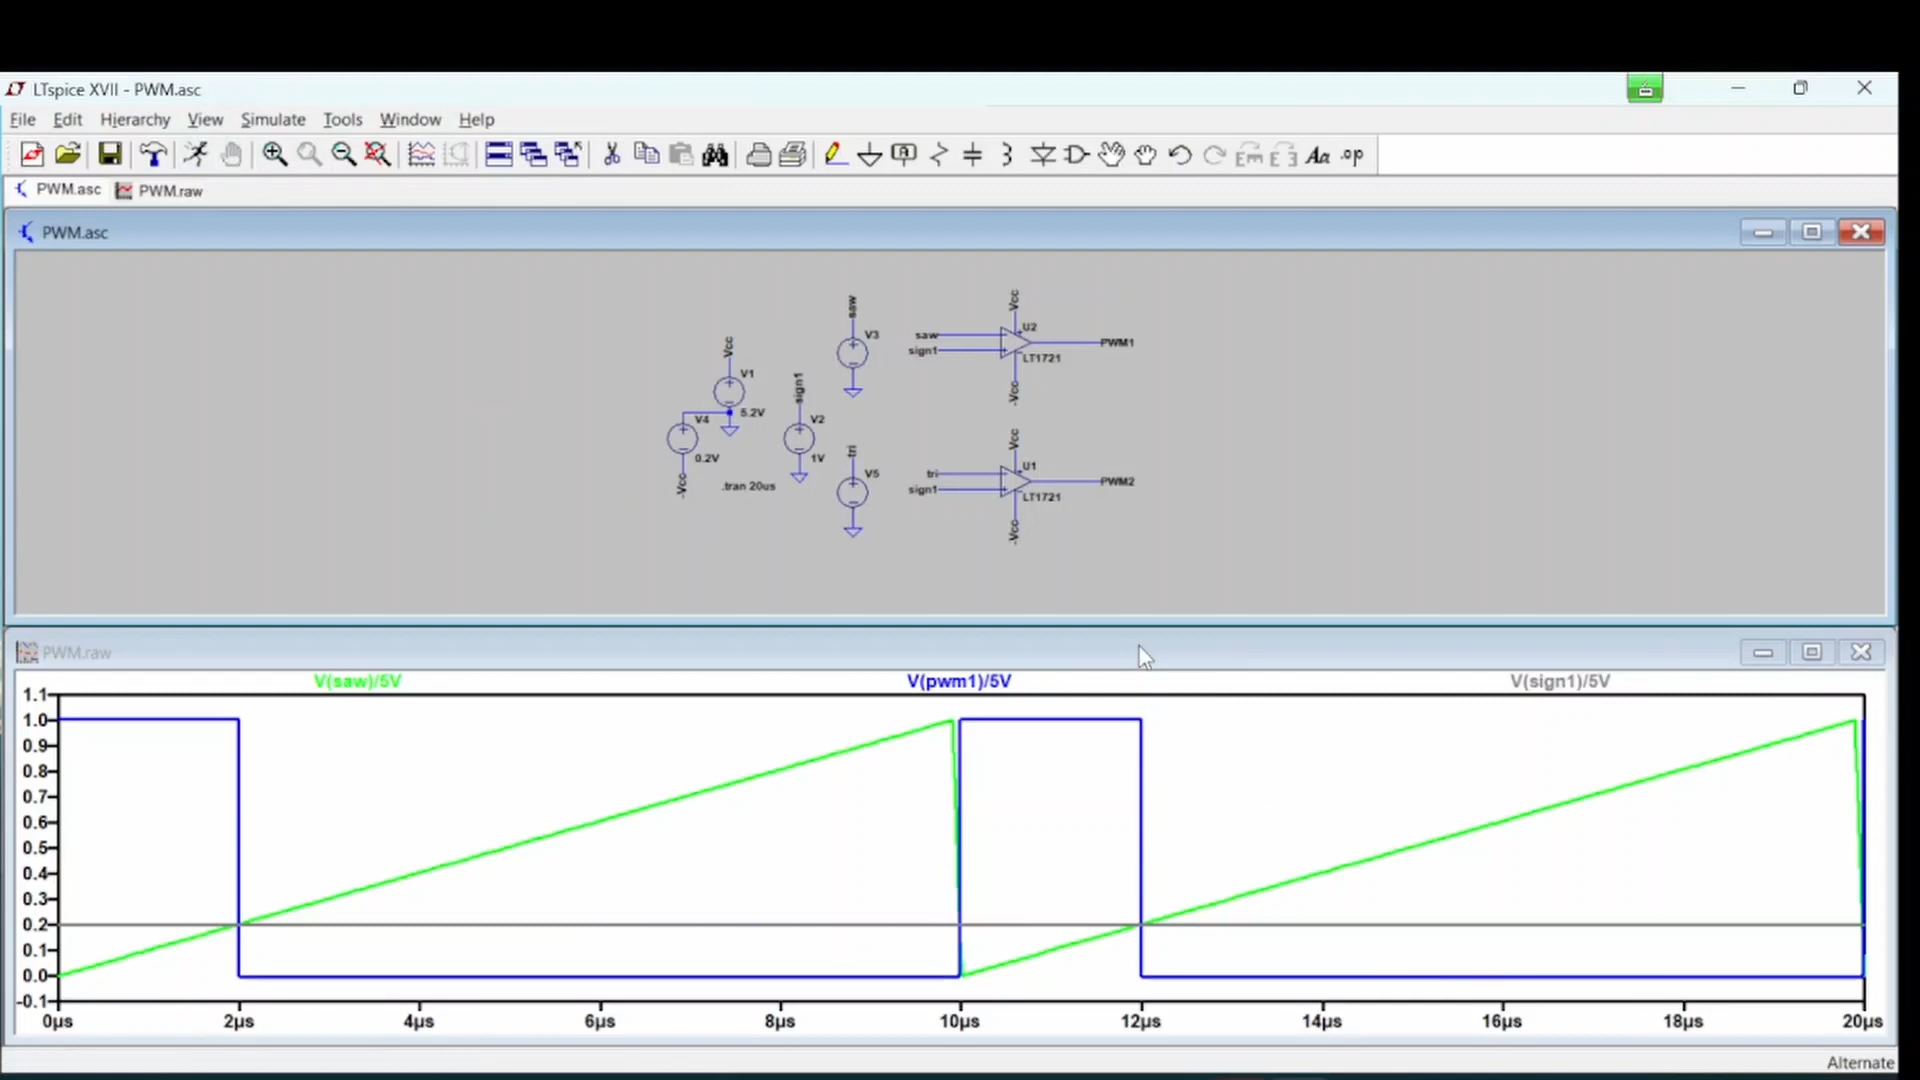 LTspice XVII - PWM.asc
File Edit Hierarchy View Simulate Tools Window Help
Aa .op
PWM.asc PWM.raw
PWM.asc
saw
V3
Vcc
V1
5.2V
V4
0.2V
-Vcc
sign1
V2
1V
.tran 20us
tri
V5
Vcc
saw
sign1
U2
LT1721
PWM1
-Vcc
Vcc
tri
sign1
U1
LT1721
PWM2
-Vcc
PWM.raw
V(saw)/5V V(pwm1)/5V V(sign1)/5V
1.1
1.0
0.9
0.8
0.7
0.6
0.5
0.4
0.3
0.2
0.1
0.0
-0.1
0µs 2µs 4µs 6µs 8µs 10µs 12µs 14µs 16µs 18µs 20µs
Alternate